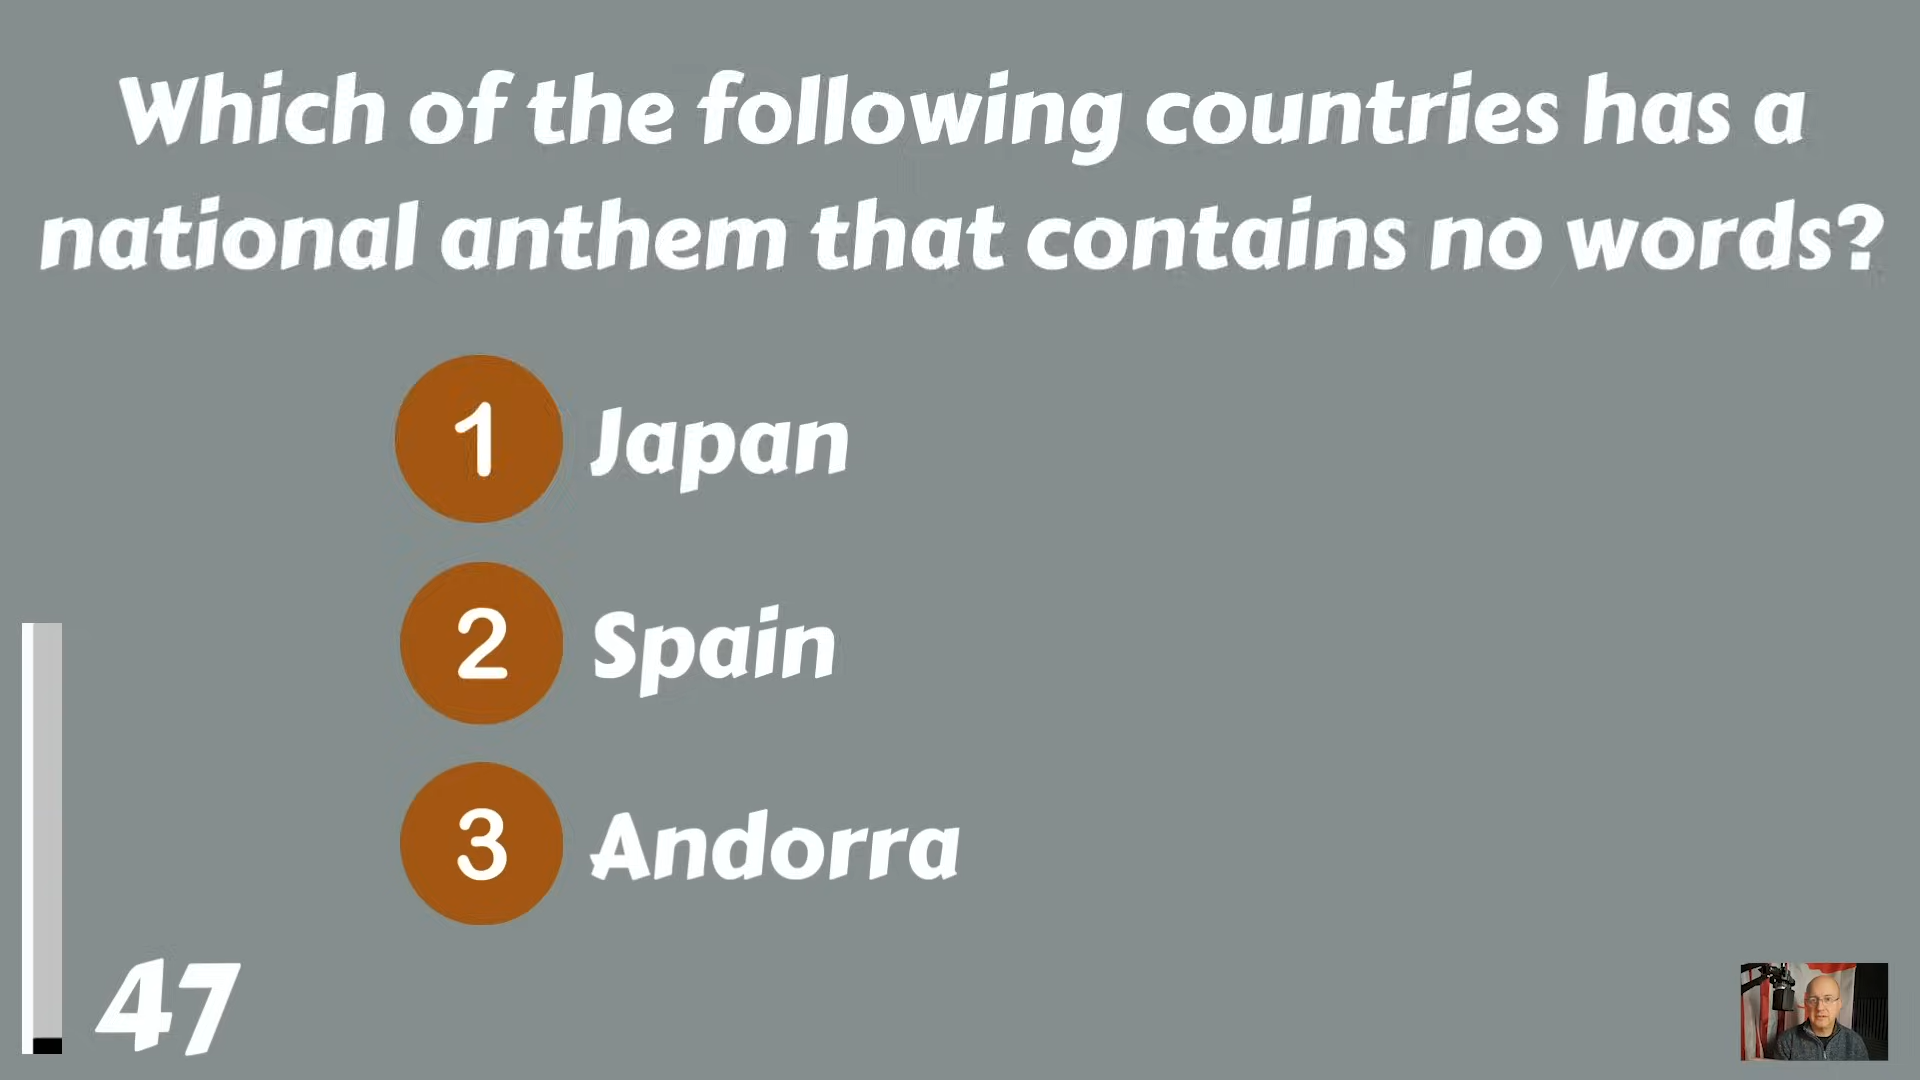 Which of the following countries has a
national anthem that contains no words?
1 Japan
2 Spain
3 Andorra
47